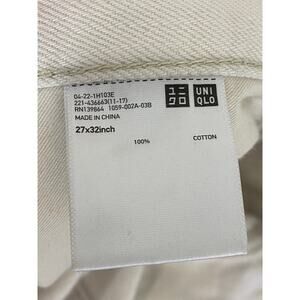 04-22-1H103E
221-436663(11-17)
RN139864 1059-002A-03B
MADE IN CHINA
27x32inch
100% COTTON
ユニ
クロ
UNI
QLO